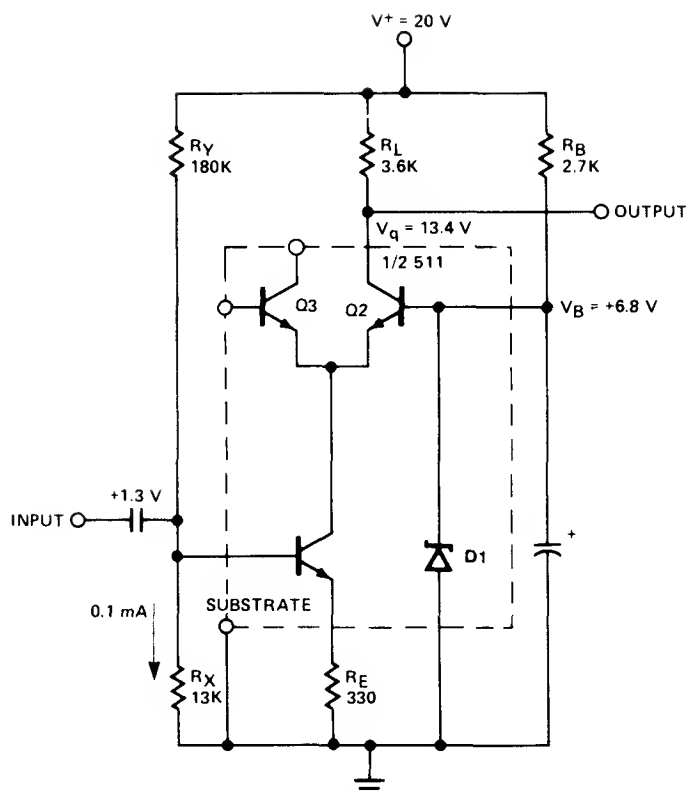 V+ = 20 V
RY
180K
RL
3.6K
RB
2.7K
OUTPUT
Vq = 13.4 V
1/2 511
Q3
Q2
VB = +6.8 V
+1.3 V
INPUT
+
D1
SUBSTRATE
0.1 mA
RX
13K
RE
330